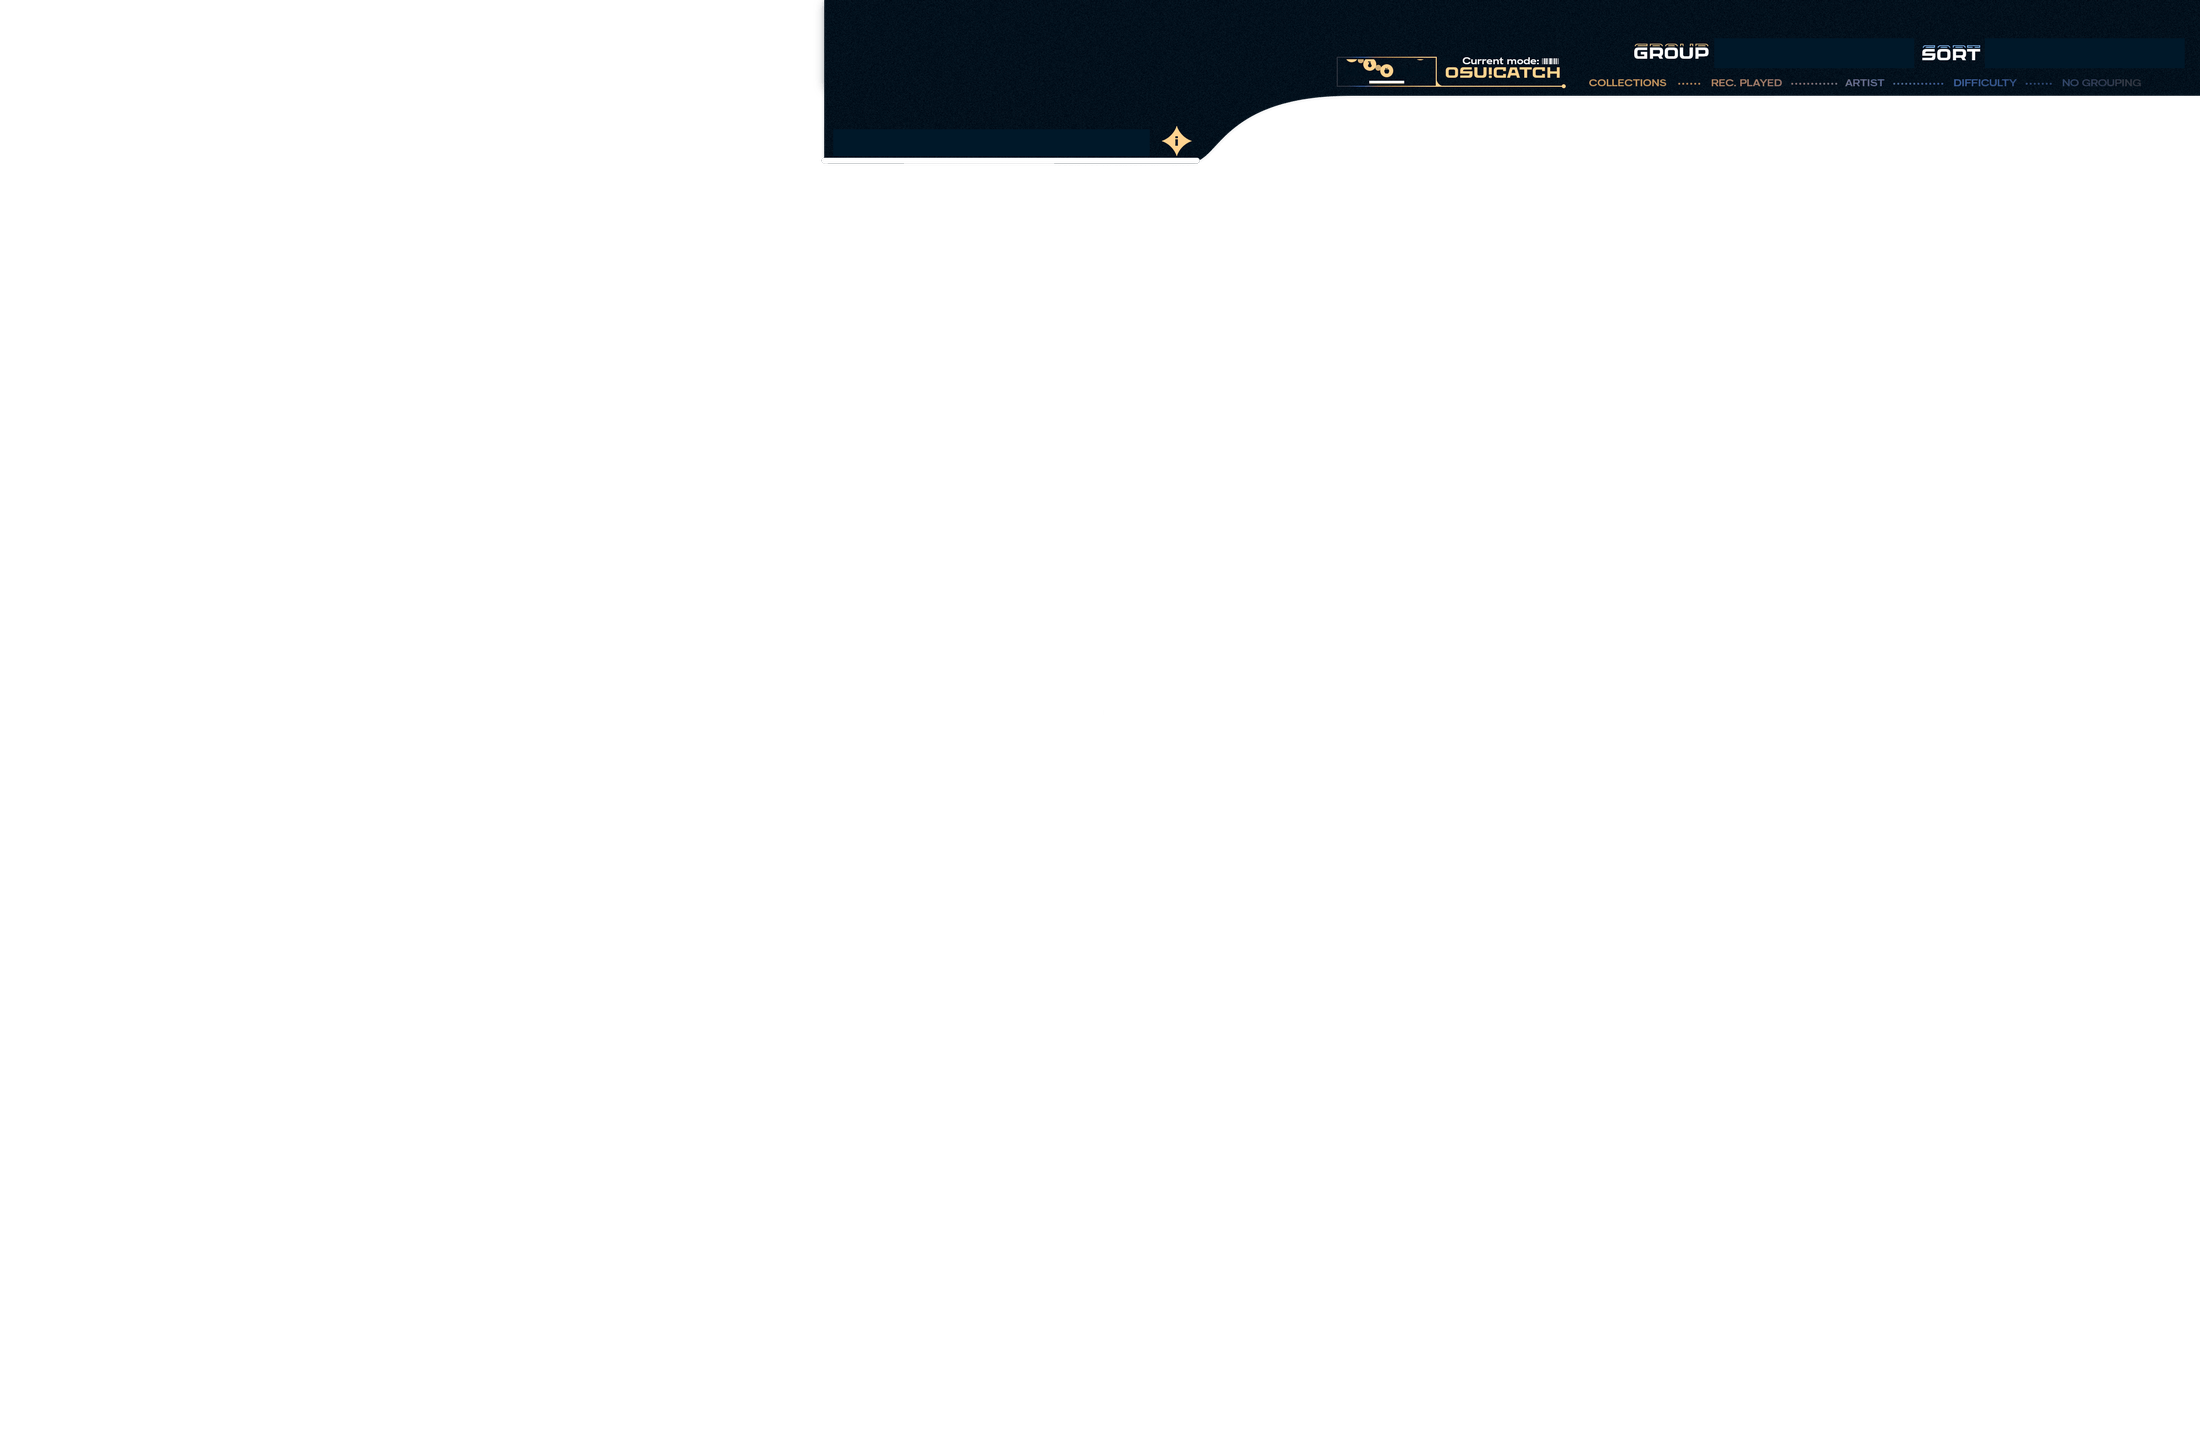 GROUP
SORT
Current mode:
OSU!CATCH
COLLECTIONS ...... REC. PLAYED ............ ARTIST ............. DIFFICULTY ....... NO GROUPING
i